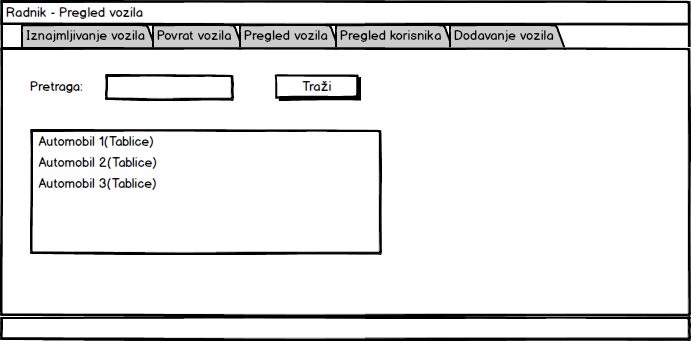 Radnik - Pregled vozila
Iznajmljivanje vozila Povrat vozila Pregled vozila Pregled korisnika Dodavanje vozila
Pretraga: Traži
Automobil 1(Tablice)
Automobil 2(Tablice)
Automobil 3(Tablice)